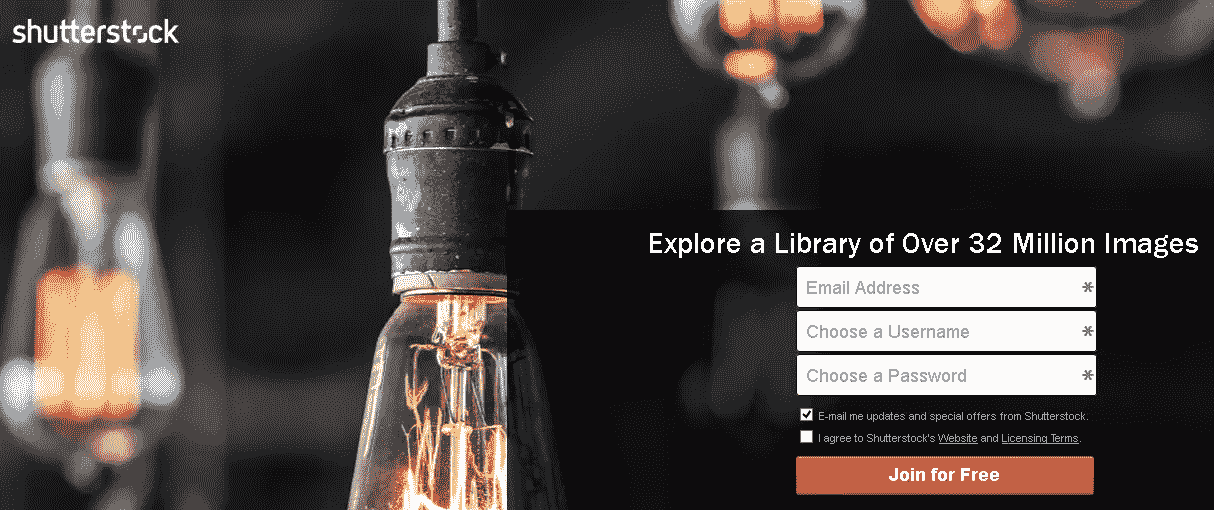 shutterstock
Explore a Library of Over 32 Million Images
Email Address *
Choose a Username *
Choose a Password *
E-mail me updates and special offers from Shutterstock.
I agree to Shutterstock's Website and Licensing Terms.
Join for Free